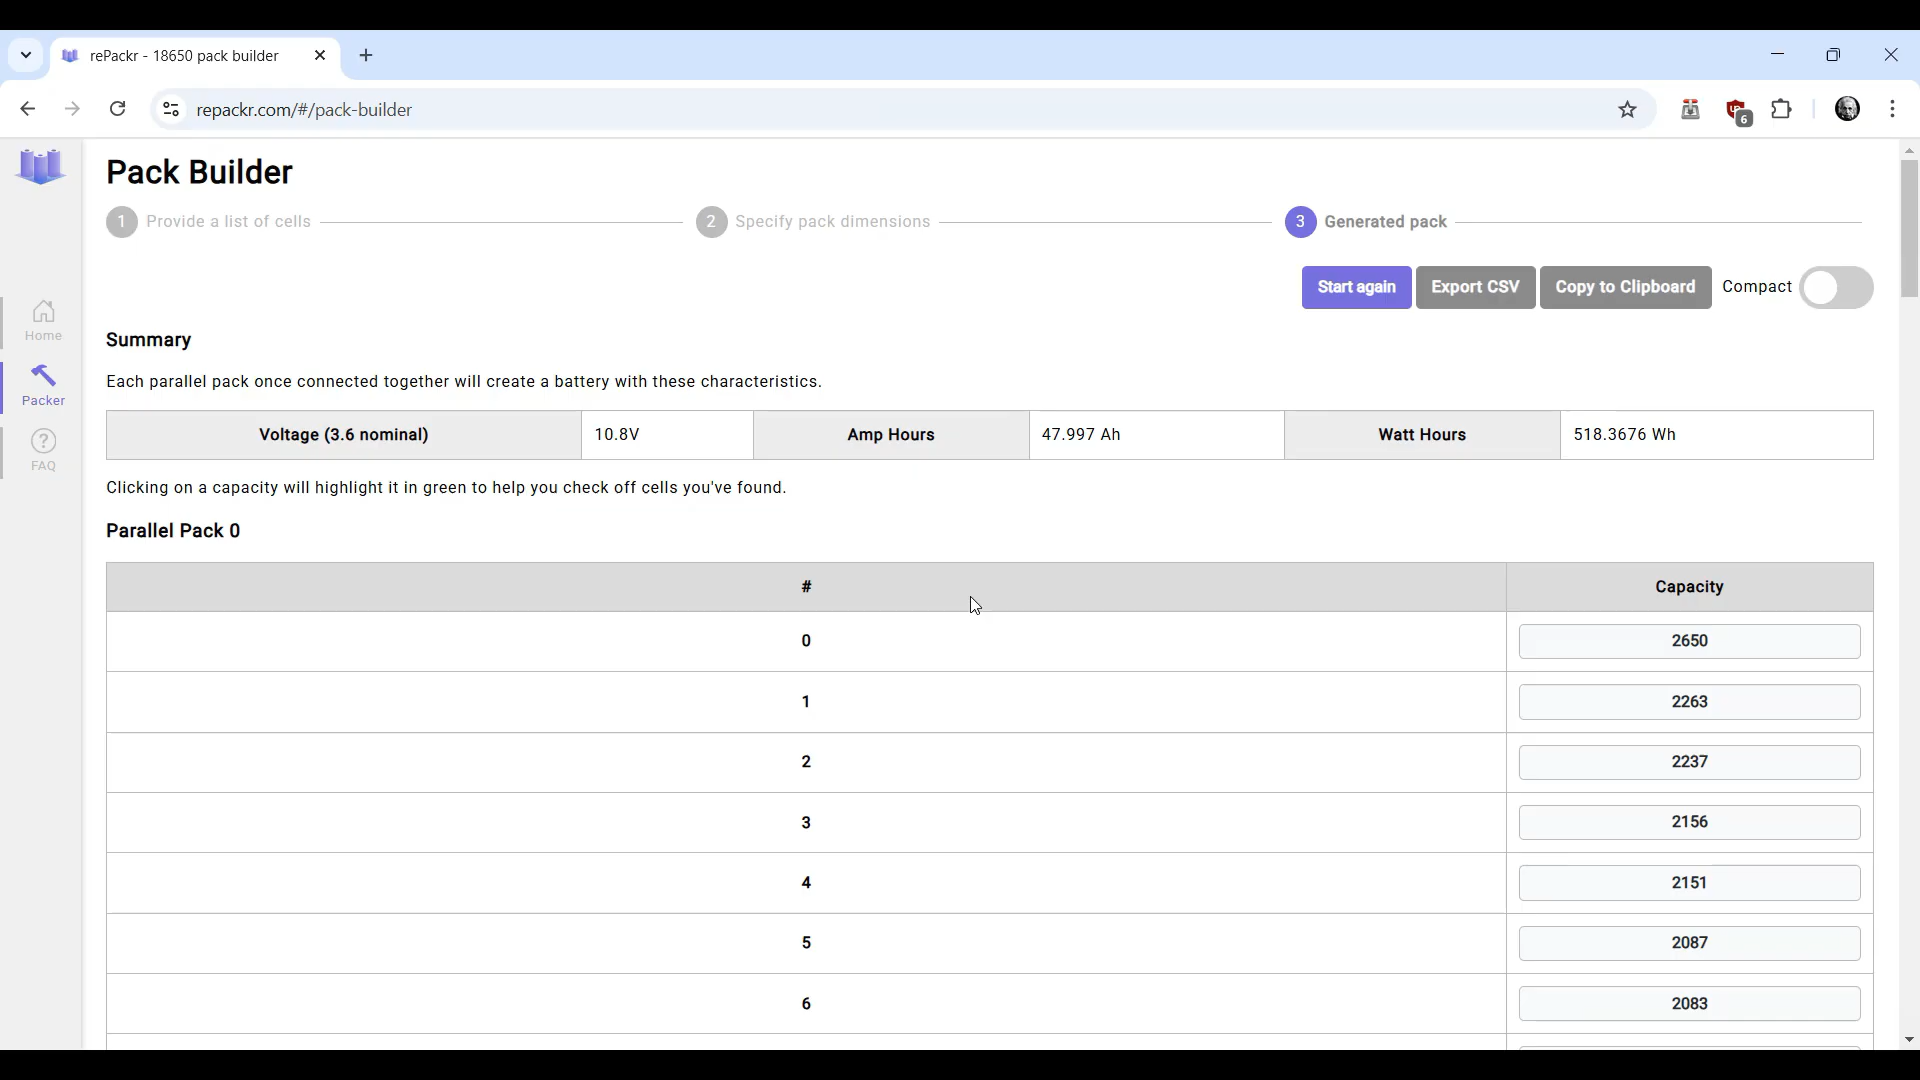 rePackr - 18650 pack builder
repackr.com/#/pack-builder
6
Pack Builder
1 Provide a list of cells
2 Specify pack dimensions
3 Generated pack
Start again
Export CSV
Copy to Clipboard
Compact
Home
Packer
FAQ
Summary
Each parallel pack once connected together will create a battery with these characteristics.
Voltage (3.6 nominal) 10.8V Amp Hours 47.997 Ah Watt Hours 518.3676 Wh
Clicking on a capacity will highlight it in green to help you check off cells you've found.
Parallel Pack 0
# Capacity
0 2650
1 2263
2 2237
3 2156
4 2151
5 2087
6 2083